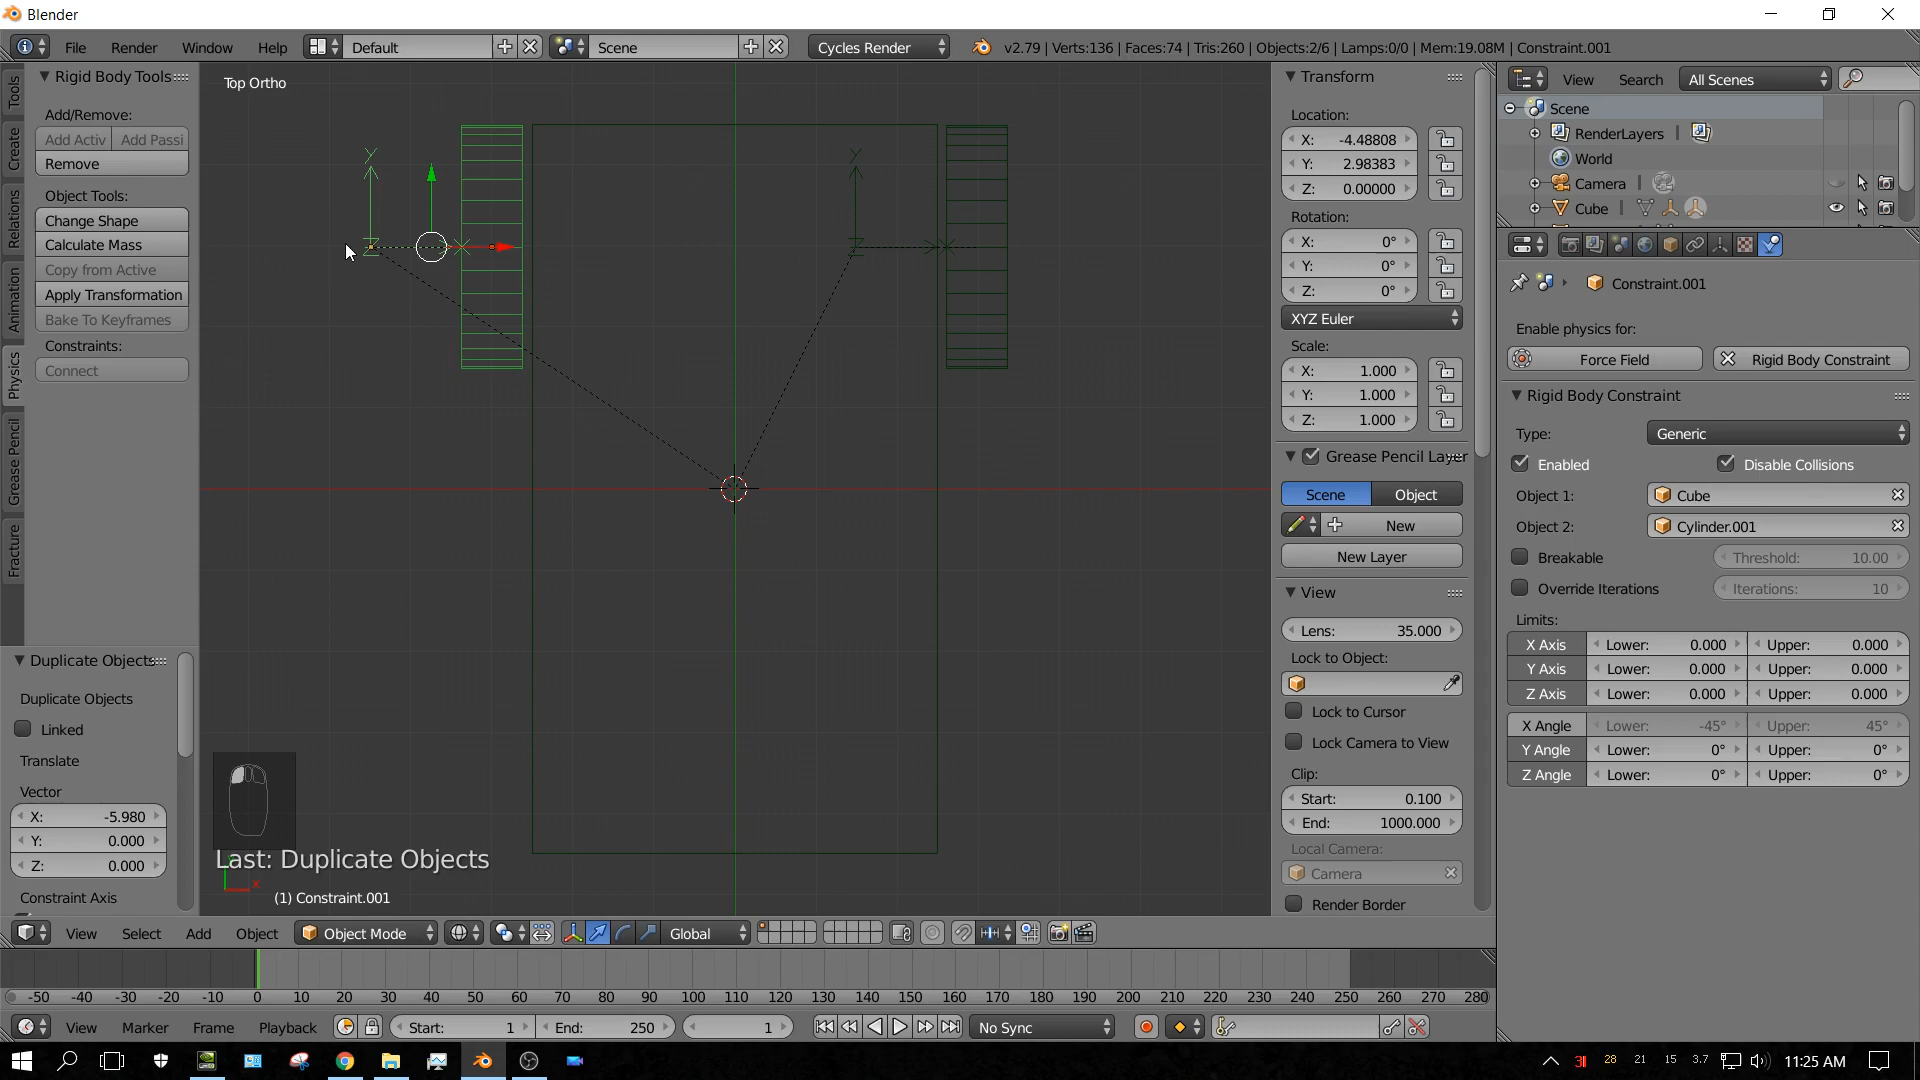 Blender
File Render Window Help Default Scene Cycles Render v2.79 | Verts:136 | Faces:74 | Tris:260 | Objects:2/6 | Lamps:0/0 | Mem:19.08M | Constraint.001
Tools
Create
Relations
Animation
Physics
Grease Pencil
Fracture
Rigid Body Tools
Add/Remove:
Add Activ Add Passi
Remove
Object Tools:
Change Shape
Calculate Mass
Copy from Active
Apply Transformation
Bake To Keyframes
Constraints:
Connect
Duplicate Objects
Duplicate Objects
Linked
Translate
Vector
X: -5.980
Y: 0.000
Z: 0.000
Constraint Axis
Top Ortho
Y Y
Z Z
Last: Duplicate Objects
(1) Constraint.001
Transform
Location:
X: -4.48808
Y: 2.98383
Z: 0.00000
Rotation:
X: 0°
Y: 0°
Z: 0°
XYZ Euler
Scale:
X: 1.000
Y: 1.000
Z: 1.000
Grease Pencil Layer
Scene Object
New
New Layer
View
Lens: 35.000
Lock to Object:
Lock to Cursor
Lock Camera to View
Clip:
Start: 0.100
End: 1000.000
Local Camera:
Camera
Render Border
View Search All Scenes
Scene
RenderLayers
World
Camera
Cube
Constraint.001
Enable physics for:
Force Field Rigid Body Constraint
Rigid Body Constraint
Type: Generic
Enabled Disable Collisions
Object 1: Cube
Object 2: Cylinder.001
Breakable Threshold: 10.00
Override Iterations Iterations: 10
Limits:
X Axis Lower: 0.000 Upper: 0.000
Y Axis Lower: 0.000 Upper: 0.000
Z Axis Lower: 0.000 Upper: 0.000
X Angle Lower: -45° Upper: 45°
Y Angle Lower: 0° Upper: 0°
Z Angle Lower: 0° Upper: 0°
View Select Add Object Object Mode Global
-50 -40 -30 -20 -10 0 10 20 30 40 50 60 70 80 90 100 110 120 130 140 150 160 170 180 190 200 210 220 230 240 250 260 270 280
View Marker Frame Playback Start: 1 End: 250 1 No Sync
28 21 15 3.7 11:25 AM